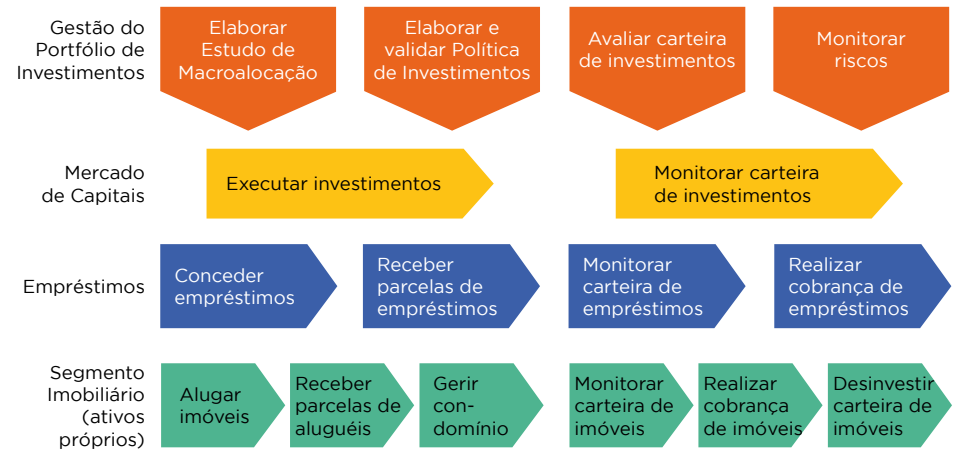 Gestão do
Portfólio de
Investimentos
Elaborar
Estudo de
Macroalocação
Elaborar e
validar Política
de Investimentos
Avaliar carteira
de investimentos
Monitorar
riscos
Mercado
de Capitais
Executar investimentos
Monitorar carteira
de investimentos
Empréstimos
Conceder
empréstimos
Receber
parcelas de
empréstimos
Monitorar
carteira de
empréstimos
Realizar
cobrança de
empréstimos
Segmento
Imobiliário
(ativos
próprios)
Alugar
imóveis
Receber
parcelas de
aluguéis
Gerir
con-
domínio
Monitorar
carteira de
imóveis
Realizar
cobrança
de imóveis
Desinvestir
carteira de
imóveis